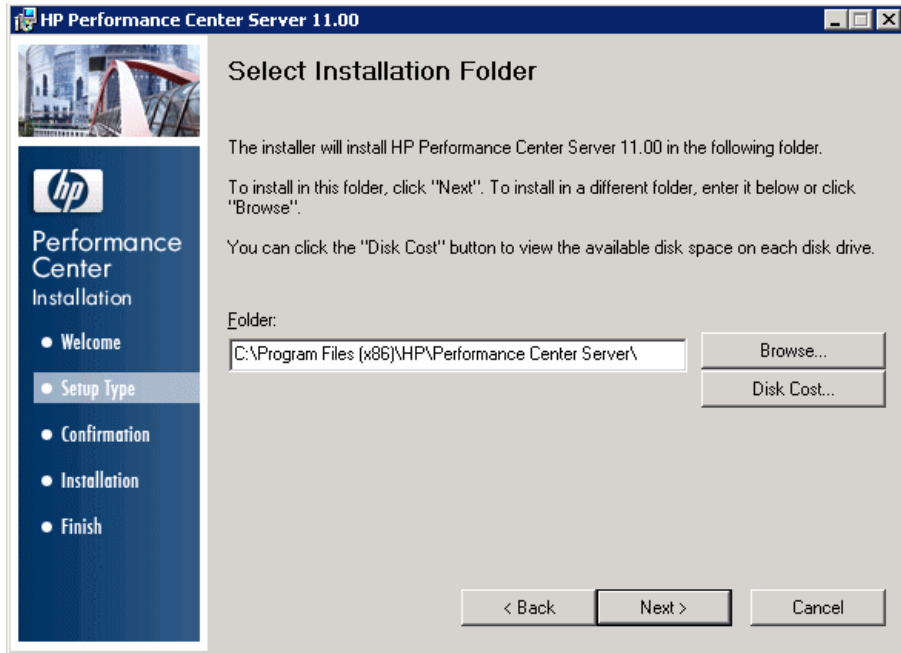 HP Performance Center Server 11.00
Select Installation Folder
The installer will install HP Performance Center Server 11.00 in the following folder.
To install in this folder, click "Next". To install in a different folder, enter it below or click
"Browse".
You can click the "Disk Cost" button to view the available disk space on each disk drive.
Folder:
C:\Program Files (x86)\HP\Performance Center Server\
Browse...
Disk Cost...
hp
Performance
Center
Installation
Welcome
Setup Type
Confirmation
Installation
Finish
< Back
Next >
Cancel